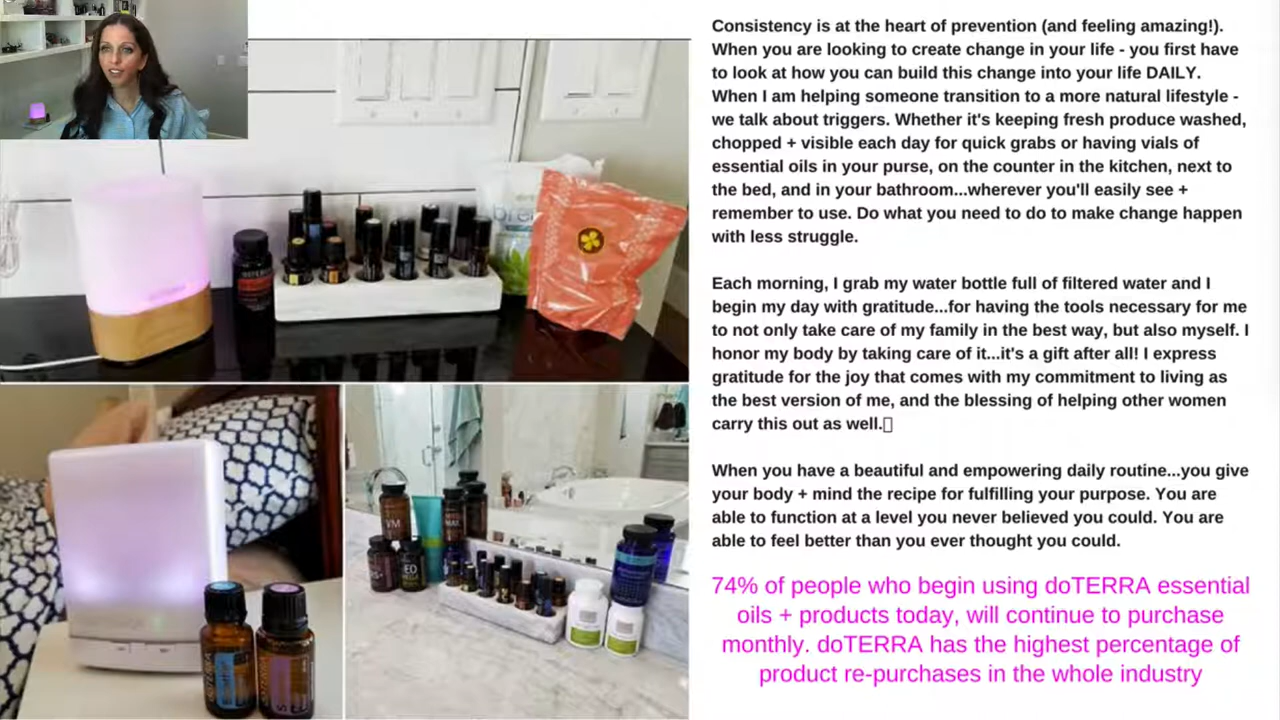 Consistency is at the heart of prevention (and feeling amazing!).
When you are looking to create change in your life - you first have
to look at how you can build this change into your life DAILY.
When I am helping someone transition to a more natural lifestyle -
we talk about triggers. Whether it's keeping fresh produce washed,
chopped + visible each day for quick grabs or having vials of
essential oils in your purse, on the counter in the kitchen, next to
the bed, and in your bathroom...wherever you'll easily see +
remember to use. Do what you need to do to make change happen
with less struggle.
Each morning, I grab my water bottle full of filtered water and I
begin my day with gratitude...for having the tools necessary for me
to not only take care of my family in the best way, but also myself. I
honor my body by taking care of it...it's a gift after all! I express
gratitude for the joy that comes with my commitment to living as
the best version of me, and the blessing of helping other women
carry this out as well.
When you have a beautiful and empowering daily routine...you give
your body + mind the recipe for fulfilling your purpose. You are
able to function at a level you never believed you could. You are
able to feel better than you ever thought you could.
74% of people who begin using doTERRA essential
oils + products today, will continue to purchase
monthly. doTERRA has the highest percentage of
product re-purchases in the whole industry
VM